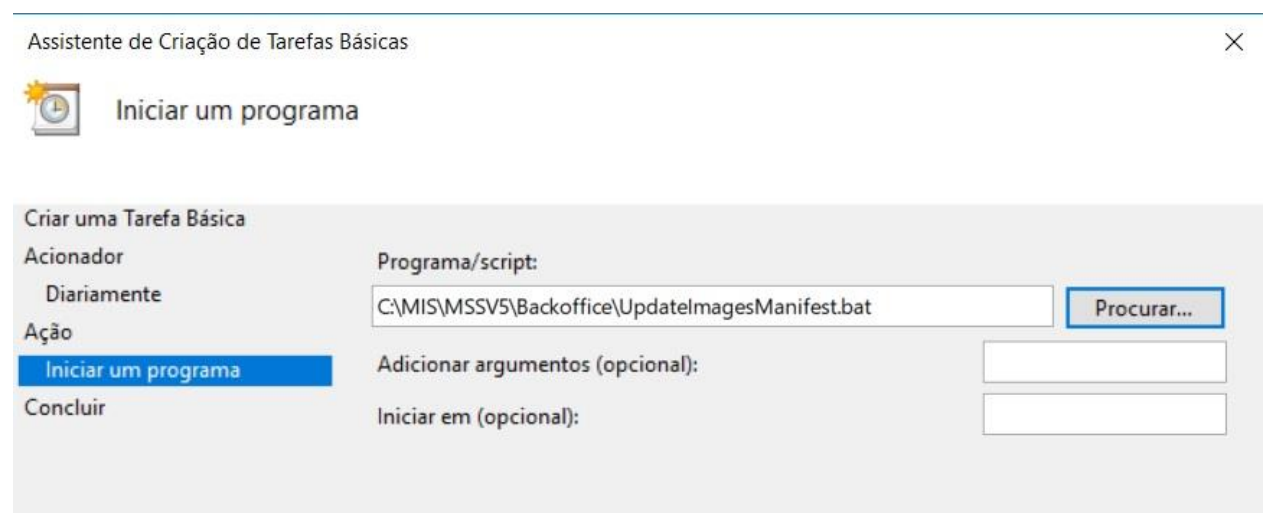 Assistente de Criação de Tarefas Básicas
Iniciar um programa
Criar uma Tarefa Básica
Acionador
Diariamente
Ação
Iniciar um programa
Concluir
Programa/script:
C:\MIS\MSSV5\Backoffice\UpdateImagesManifest.bat
Procurar...
Adicionar argumentos (opcional):
Iniciar em (opcional):